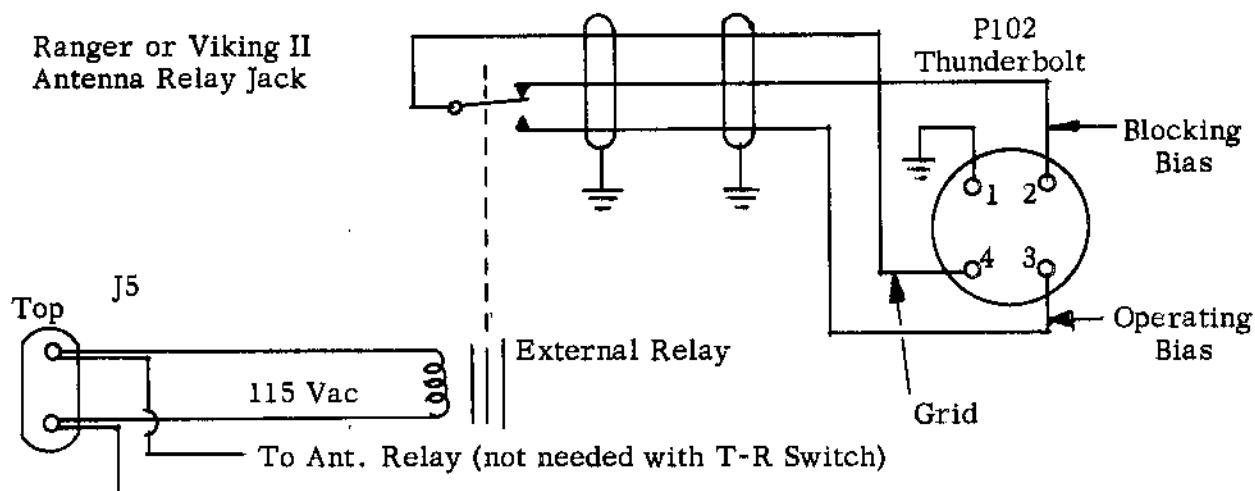 Ranger or Viking II
Antenna Relay Jack
P102
Thunderbolt
Blocking
Bias
1 2
4 3
J5
Top
External Relay
Operating
Bias
115 Vac
Grid
To Ant. Relay (not needed with T-R Switch)